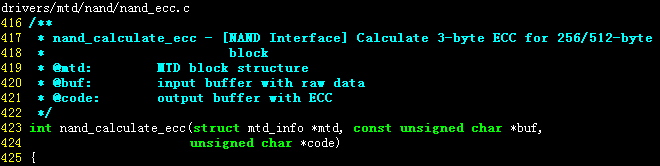 drivers/mtd/nand/nand_ecc.c
416 /**
417  * nand_calculate_ecc - [NAND Interface] Calculate 3-byte ECC for 256/512-byte
418  *                       block
419  * @mtd:        MTD block structure
420  * @buf:        input buffer with raw data
421  * @code:       output buffer with ECC
422  */
423 int nand_calculate_ecc(struct mtd_info *mtd, const unsigned char *buf,
424                        unsigned char *code)
425 {